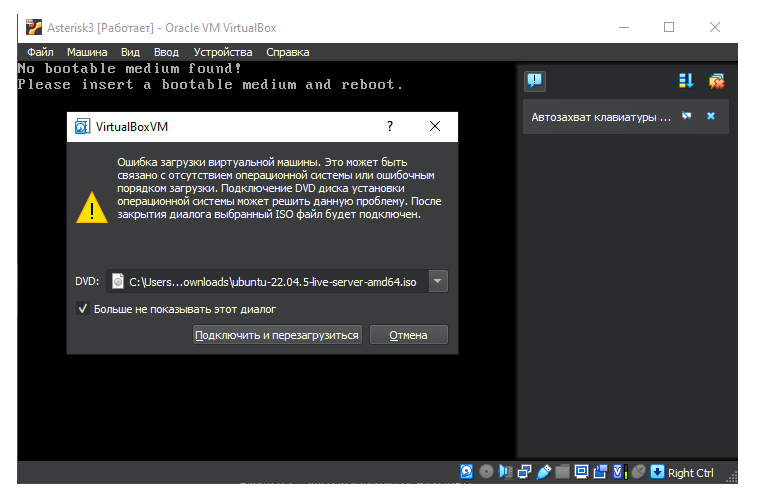 Asterisk3 [Работает] - Oracle VM VirtualBox
Файл Машина Вид Ввод Устройства Справка
No bootable medium found!
Please insert a bootable medium and reboot.
Автозахват клавиатуры ...
VirtualBoxVM
Ошибка загрузки виртуальной машины. Это может быть
связано с отсутствием операционной системы или ошибочным
порядком загрузки. Подключение DVD диска установки
операционной системы может решить данную проблему. После
закрытия диалога выбранный ISO файл будет подключен.
DVD: C:\Users...ownloads\ubuntu-22.04.5-live-server-amd64.iso
Больше не показывать этот диалог
Подключить и перезагрузиться Отмена
Right Ctrl